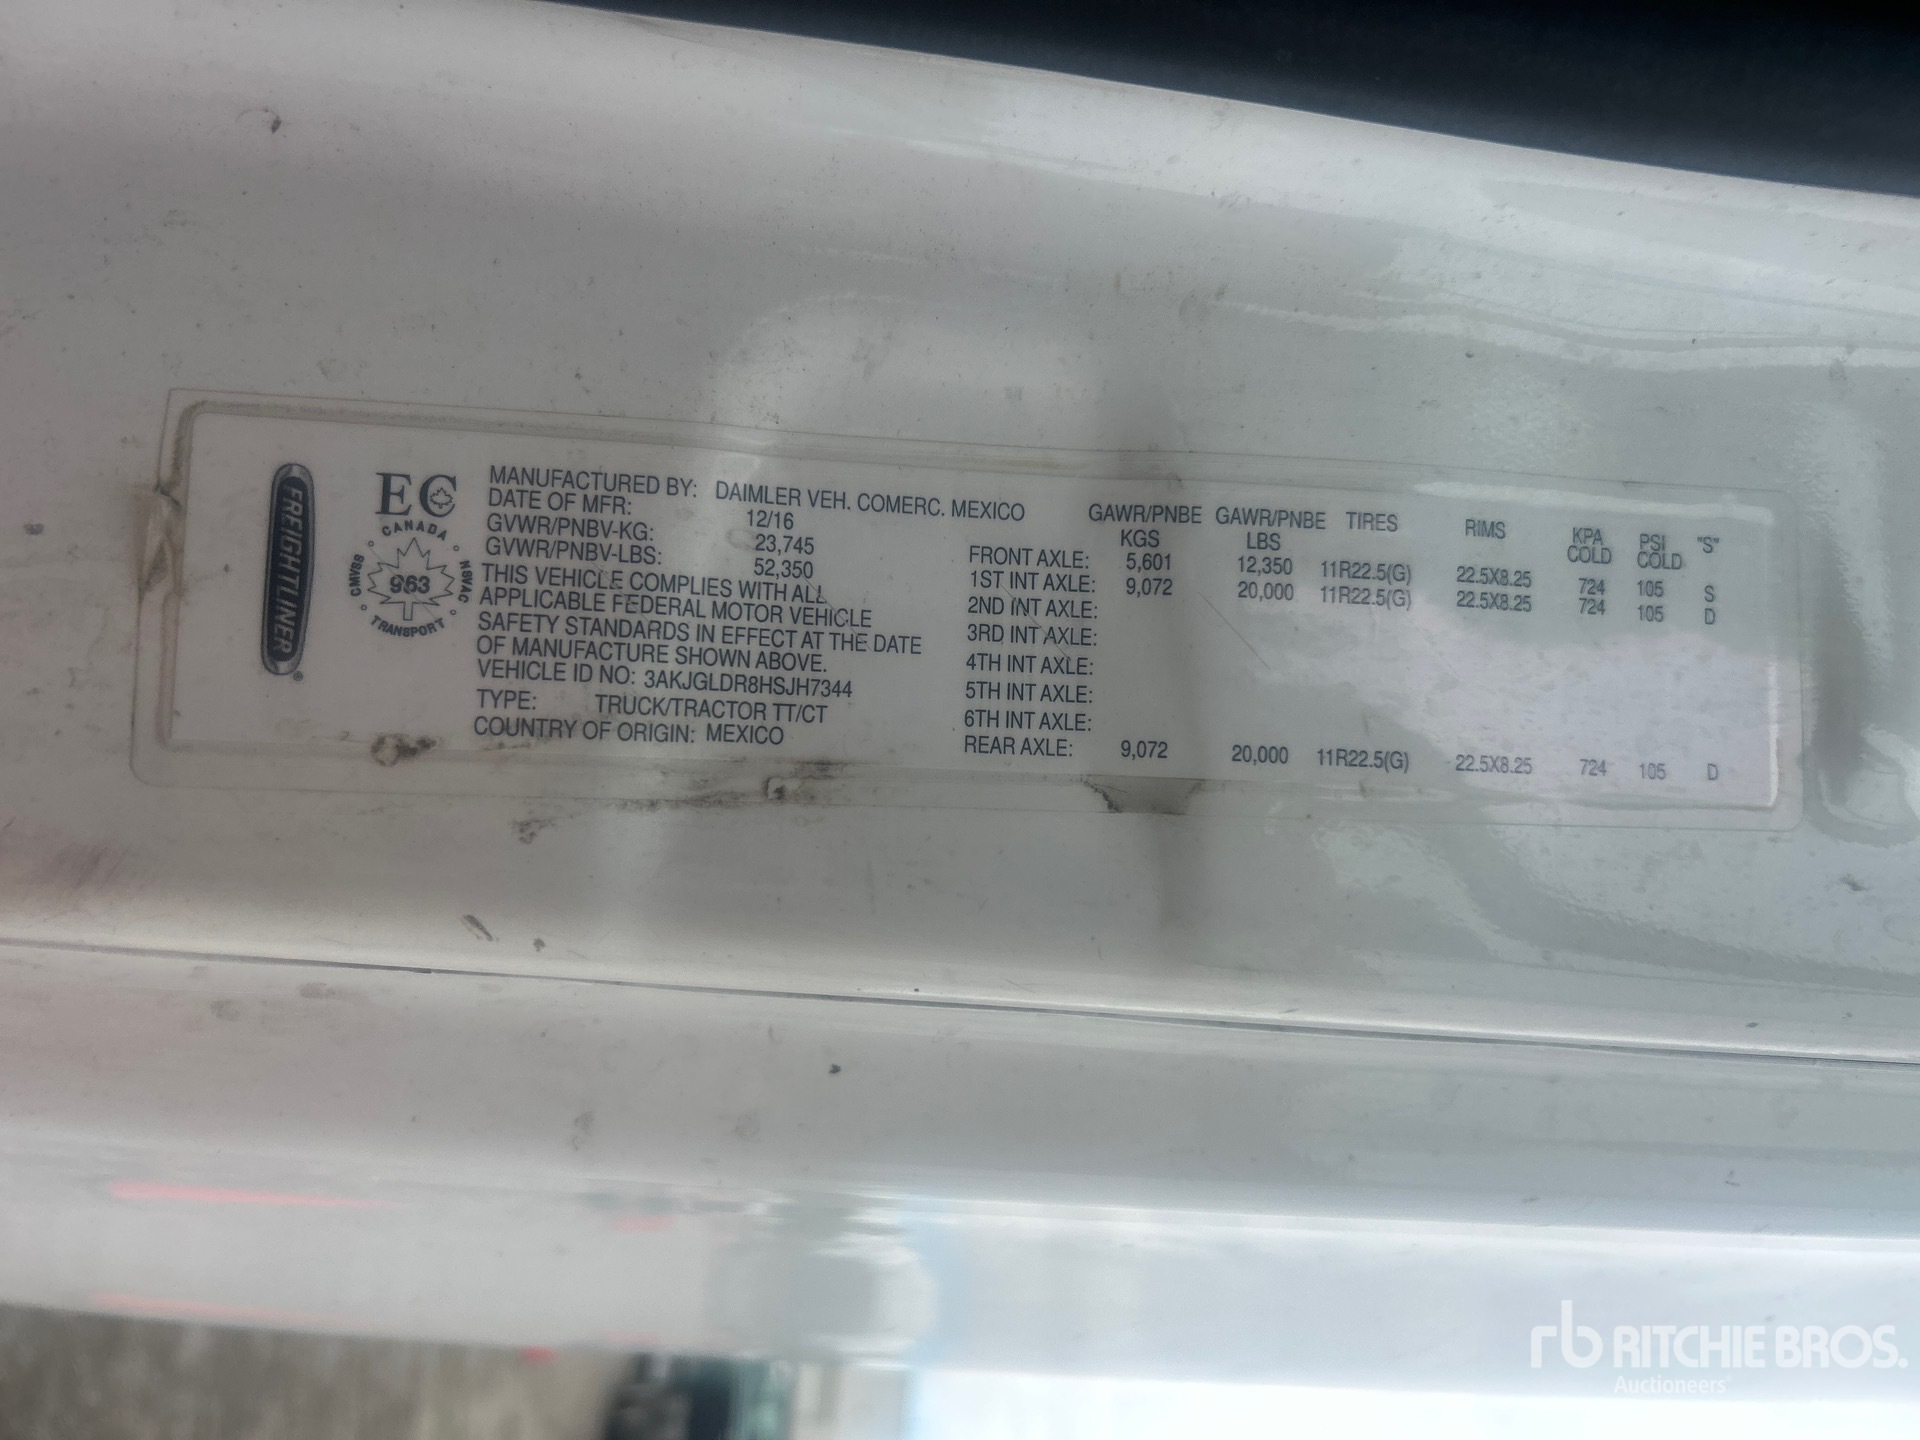 FREIGHTLINER®
EC
CANADA
CMVSS
963
NSVAC
TRANSPORT
MANUFACTURED BY: DAIMLER VEH. COMERC. MEXICO
DATE OF MFR: 12/16
GVWR/PNBV-KG: 23,745
GVWR/PNBV-LBS: 52,350
THIS VEHICLE COMPLIES WITH ALL
APPLICABLE FEDERAL MOTOR VEHICLE
SAFETY STANDARDS IN EFFECT AT THE DATE
OF MANUFACTURE SHOWN ABOVE.
VEHICLE ID NO: 3AKJGLDR8HSJH7344
TYPE: TRUCK/TRACTOR TT/CT
COUNTRY OF ORIGIN: MEXICO
GAWR/PNBE GAWR/PNBE TIRES RIMS KPA PSI "S"
KGS LBS COLD COLD
FRONT AXLE: 5,601 12,350 11R22.5(G) 22.5X8.25 724 105 S
1ST INT AXLE: 9,072 20,000 11R22.5(G) 22.5X8.25 724 105 D
2ND INT AXLE:
3RD INT AXLE:
4TH INT AXLE:
5TH INT AXLE:
6TH INT AXLE:
REAR AXLE: 9,072 20,000 11R22.5(G) 22.5X8.25 724 105 D
rb RITCHIE BROS.
Auctioneers